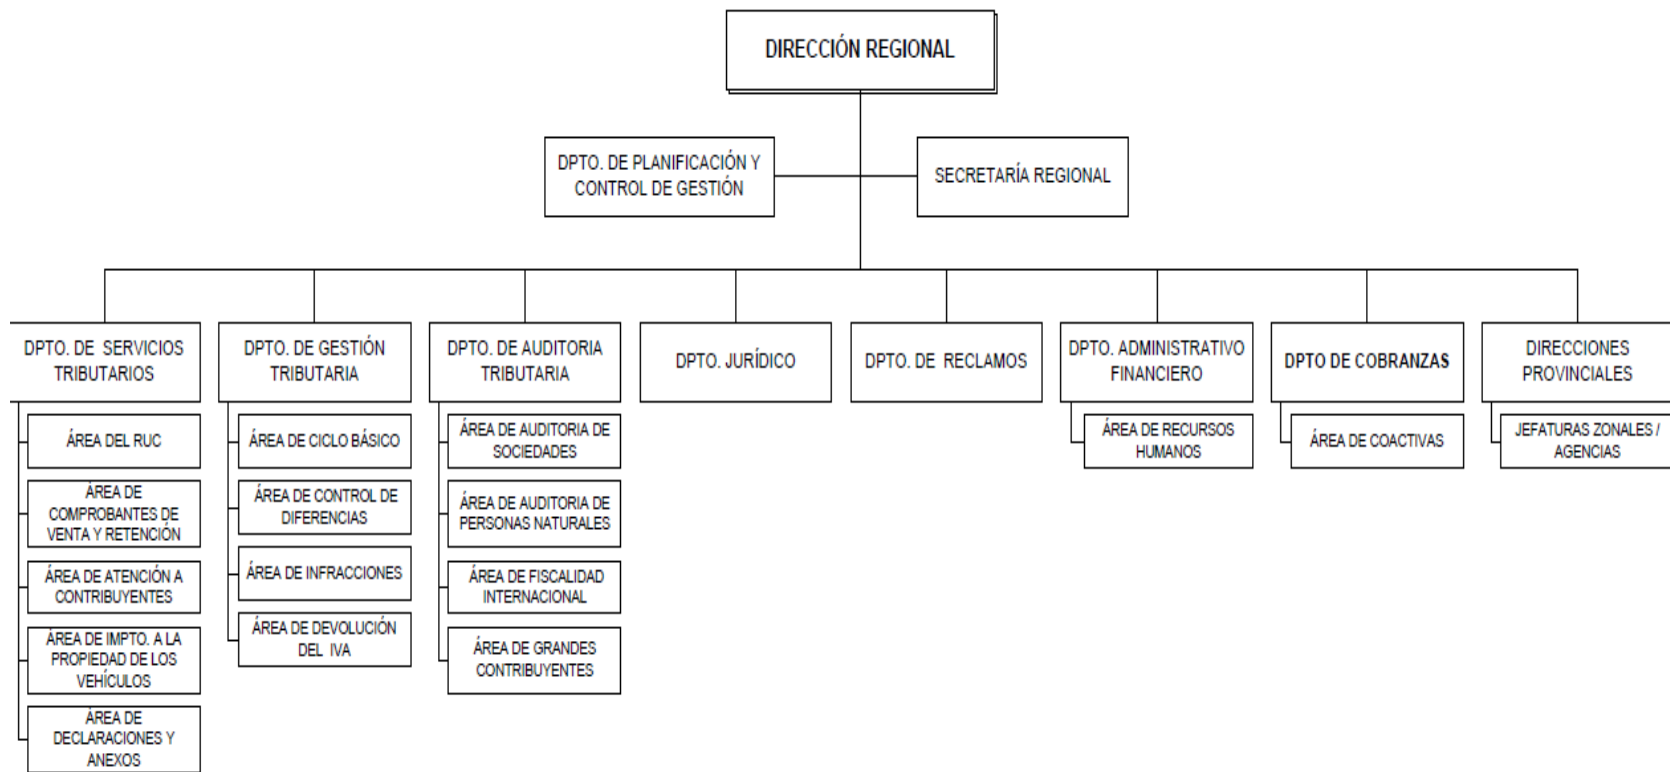 DIRECCIÓN REGIONAL
DPTO. DE PLANIFICACIÓN Y
CONTROL DE GESTIÓN
SECRETARÍA REGIONAL
DPTO. DE SERVICIOS
TRIBUTARIOS
DPTO. DE GESTIÓN
TRIBUTARIA
DPTO. DE AUDITORIA
TRIBUTARIA
DPTO. JURÍDICO
DPTO. DE RECLAMOS
DPTO. ADMINISTRATIVO
FINANCIERO
DPTO DE COBRANZAS
DIRECCIONES
PROVINCIALES
ÁREA DEL RUC
ÁREA DE
COMPROBANTES DE
VENTA Y RETENCIÓN
ÁREA DE ATENCIÓN A
CONTRIBUYENTES
ÁREA DE IMPTO. A LA
PROPIEDAD DE LOS
VEHÍCULOS
ÁREA DE
DECLARACIONES Y
ANEXOS
ÁREA DE CICLO BÁSICO
ÁREA DE CONTROL DE
DIFERENCIAS
ÁREA DE INFRACCIONES
ÁREA DE DEVOLUCIÓN
DEL IVA
ÁREA DE AUDITORIA DE
SOCIEDADES
ÁREA DE AUDITORIA DE
PERSONAS NATURALES
ÁREA DE FISCALIDAD
INTERNACIONAL
ÁREA DE GRANDES
CONTRIBUYENTES
ÁREA DE RECURSOS
HUMANOS
ÁREA DE COACTIVAS
JEFATURAS ZONALES /
AGENCIAS